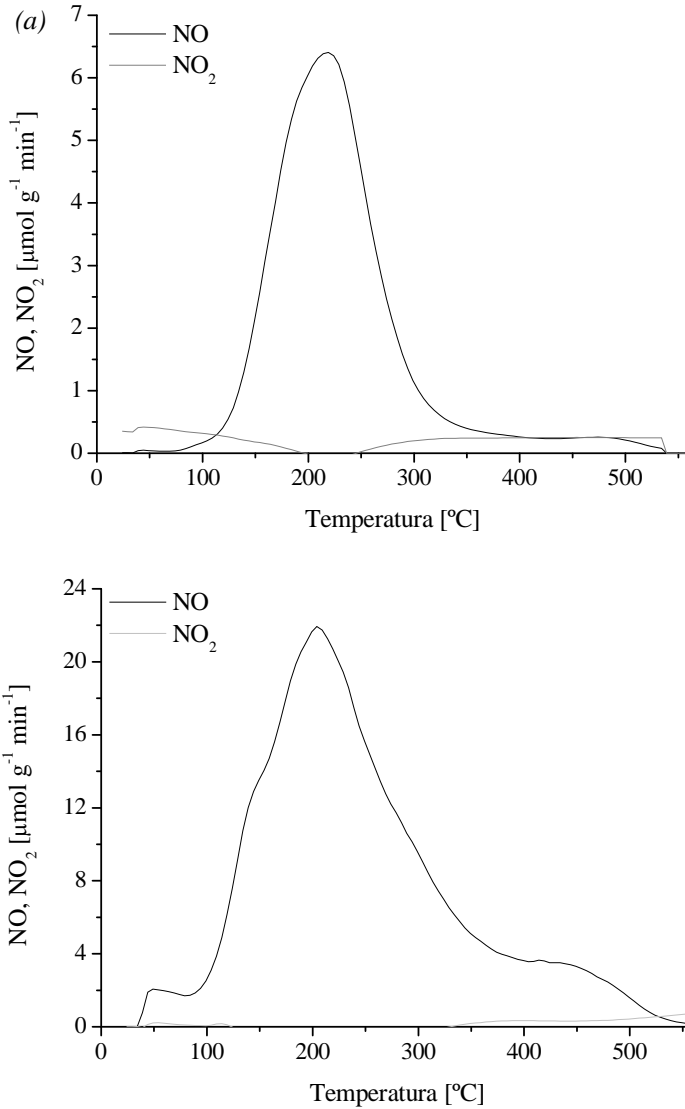 (a)
NO
NO₂
NO, NO₂ [µmol g⁻¹ min⁻¹]
7
6
5
4
3
2
1
0
0 100 200 300 400 500
Temperatura [ºC]
NO
NO₂
NO, NO₂ [µmol g⁻¹ min⁻¹]
24
20
16
12
8
4
0
0 100 200 300 400 500
Temperatura [ºC]